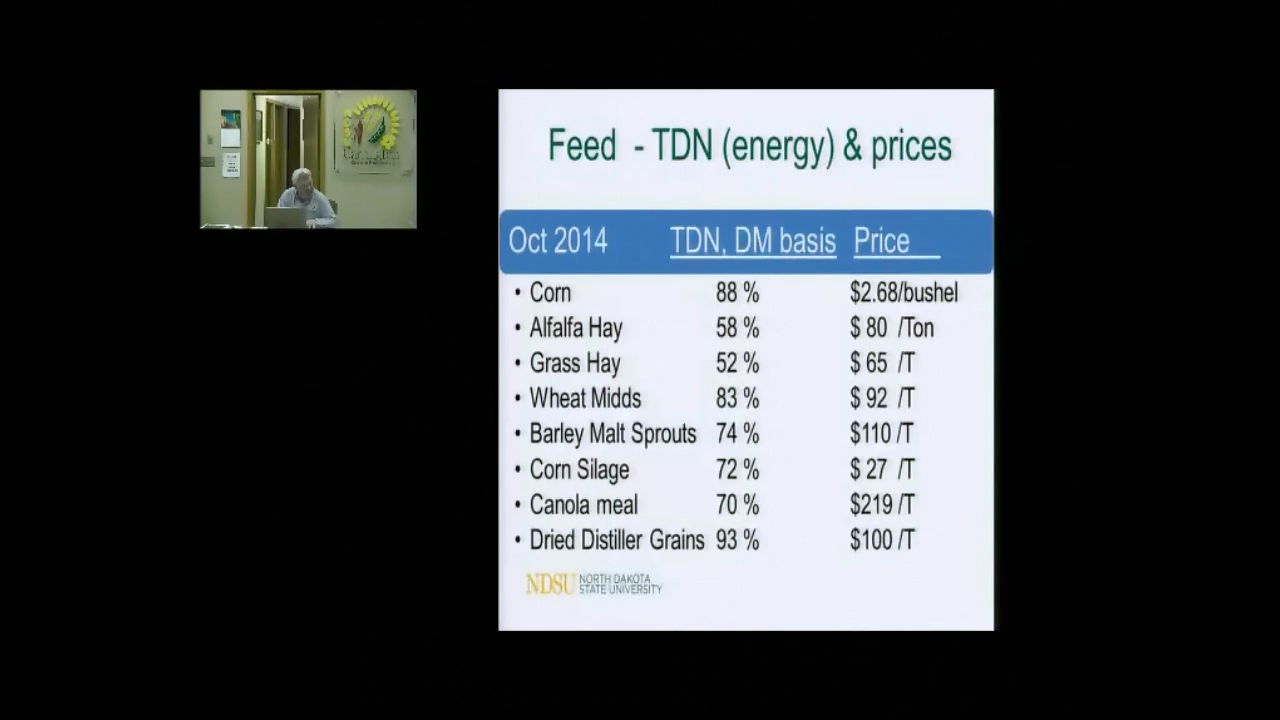 Feed - TDN (energy) & prices
Oct 2014 TDN, DM basis Price
• Corn 88 % $2.68/bushel
• Alfalfa Hay 58 % $ 80 /Ton
• Grass Hay 52 % $ 65 /T
• Wheat Midds 83 % $ 92 /T
• Barley Malt Sprouts 74 % $110 /T
• Corn Silage 72 % $ 27 /T
• Canola meal 70 % $219 /T
• Dried Distiller Grains 93 % $100 /T
NDSU NORTH DAKOTA
STATE UNIVERSITY